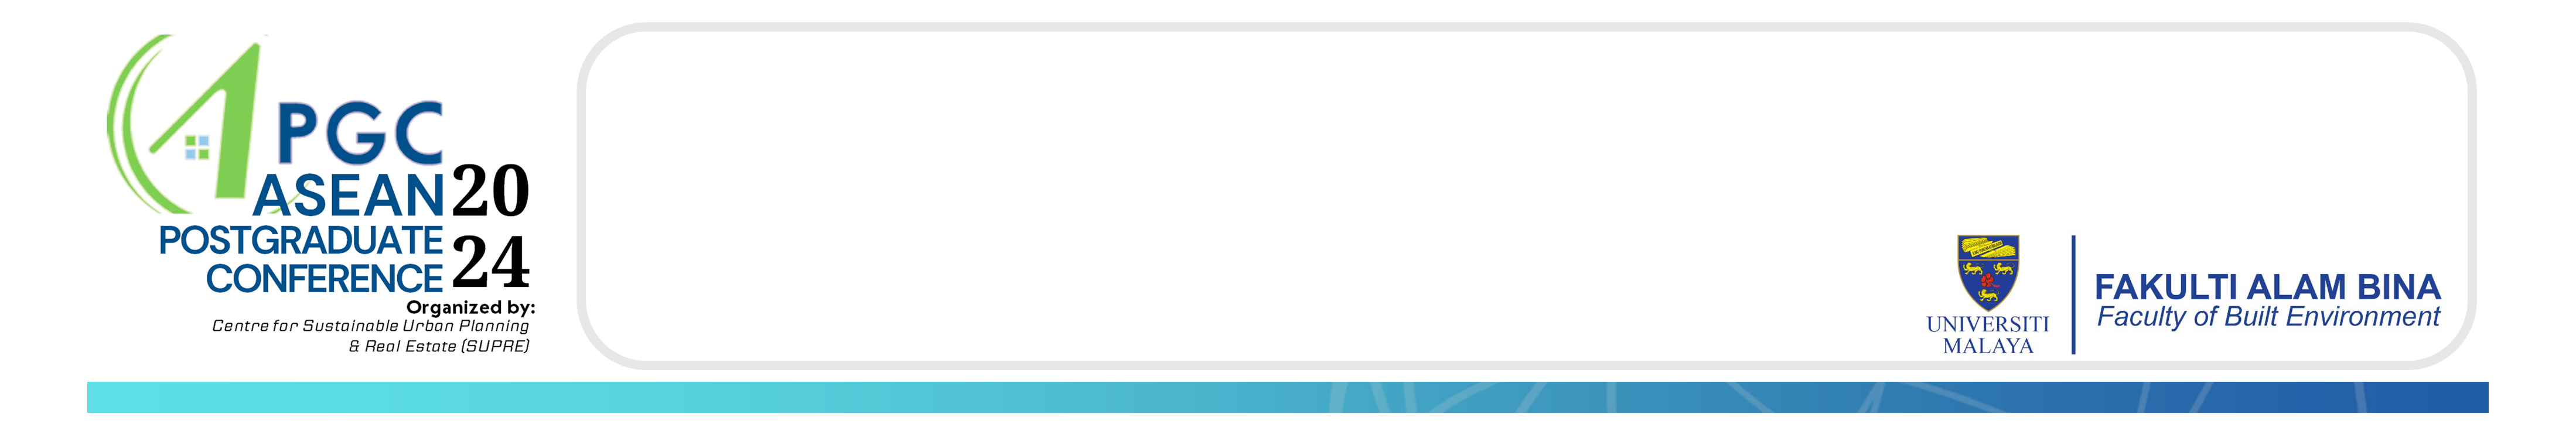 PGC
ASEAN
POSTGRADUATE
CONFERENCE
20
24
Organized by:
Centre for Sustainable Urban Planning
& Real Estate (SUPRE)
UNIVERSITI
MALAYA
FAKULTI ALAM BINA
Faculty of Built Environment